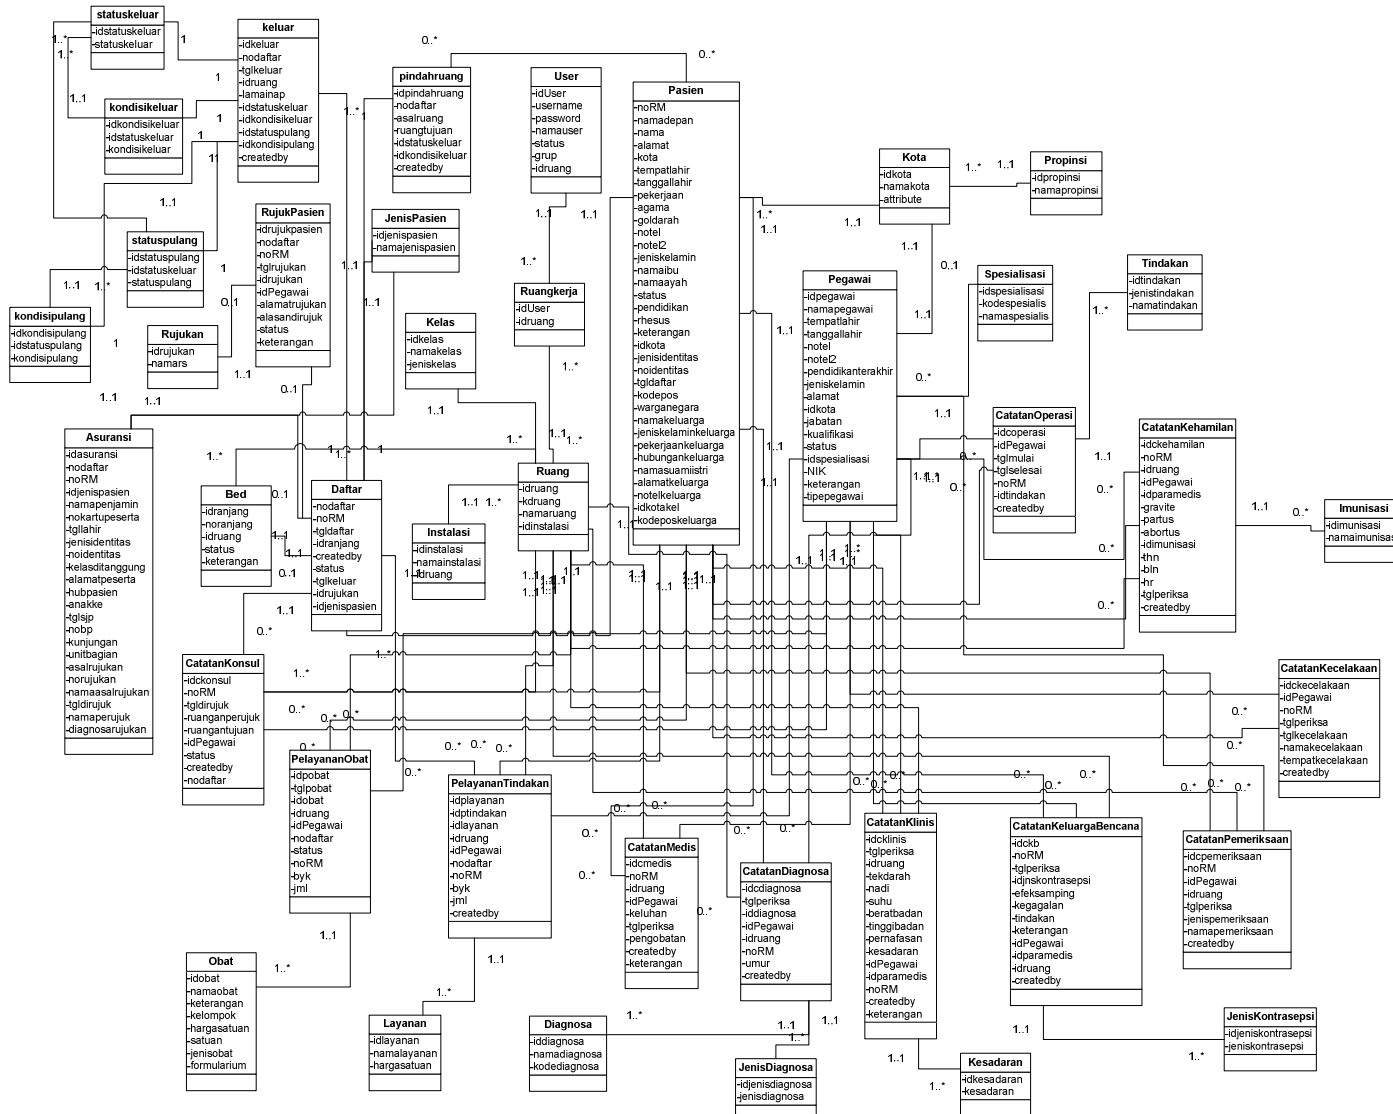 statuskeluar
-idstatuskeluar
-statuskeluar
keluar
-idkeluar
-nodaftar
-tglkeluar
-idruang
-lamainap
-idstatuskeluar
-idkondisikeluar
-idstatuspulang
-idkondisipulang
-createdby
kondisikeluar
-idkondisikeluar
-idstatuskeluar
-kondisikeluar
pindahruang
-idpindahruang
-nodaftar
-asalruang
-ruangtujuan
-idstatuskeluar
-idkondisikeluar
-createdby
User
-idUser
-username
-password
-namauser
-status
-grup
-idruang
Pasien
-noRM
-namadepan
-nama
-alamat
-kota
-tempatlahir
-tanggallahir
-pekerjaan
-agama
-goldarah
-notel
-notel2
-jeniskelamin
-namaibu
-namaayah
-status
-pendidikan
-rhesus
-keterangan
-idkota
-jenisidentitas
-noidentitas
-tgldaftar
-kodepos
-warganegara
-namakeluarga
-jeniskelaminkeluarga
-pekerjaankeluarga
-hubungankeluarga
-namasuamiistri
-alamatkeluarga
-notelkeluarga
-idkotakel
-kodeposkeluarga
Kota
-idkota
-namakota
-attribute
Propinsi
-idpropinsi
-namapropinsi
RujukPasien
-idrujukpasien
-nodaftar
-noRM
-tglrujukan
-idrujukan
-idPegawai
-alamatrujukan
-alasandirujuk
-status
-keterangan
JenisPasien
-idjenispasien
-namajenispasien
statuspulang
-idstatuspulang
-idstatuskeluar
-statuspulang
kondisipulang
-idkondisipulang
-idstatuspulang
-kondisipulang
Rujukan
-idrujukan
-namars
Kelas
-idkelas
-namakelas
-jeniskelas
Ruangkerja
-idUser
-idruang
Pegawai
-idpegawai
-namapegawai
-tempatlahir
-tanggallahir
-notel
-notel2
-pendidikanterakhir
-jeniskelamin
-alamat
-idkota
-jabatan
-kualifikasi
-status
-idspesialisasi
-NIK
-keterangan
-tipepegawai
Spesialisasi
-idspesialisasi
-kodespesialis
-namaspesialis
Tindakan
-idtindakan
-jenistindakan
-namatindakan
CatatanOperasi
-idcoperasi
-idPegawai
-tglmulai
-tglselesai
-noRM
-idtindakan
-createdby
CatatanKehamilan
-idckehamilan
-noRM
-idruang
-idPegawai
-idparamedis
-gravite
-partus
-abortus
-idimunisasi
-thn
-bln
-hr
-tglperiksa
-createdby
Imunisasi
-idimunisasi
-namaimunisas
Asuransi
-idasuransi
-nodaftar
-noRM
-idjenispasien
-namapenjamin
-nokartupeserta
-tgllahir
-jenisidentitas
-noidentitas
-kelasditanggung
-alamatpeserta
-hubpasien
-anakke
-tglsjp
-nobp
-kunjungan
-unitbagian
-asalrujukan
-norujukan
-namaasalrujukan
-tgldirujuk
-namaperujuk
-diagnosarujukan
Bed
-idranjang
-noranjang
-idruang
-status
-keterangan
Daftar
-nodaftar
-noRM
-tgldaftar
-idranjang
-createdby
-status
-tglkeluar
-idrujukan
-idjenispasien
Ruang
-idruang
-kdruang
-namaruang
-idinstalasi
Instalasi
-idinstalasi
-namainstalasi
-idruang
CatatanKonsul
-idckonsul
-noRM
-tgldirujuk
-ruanganperujuk
-ruangantujuan
-idPegawai
-status
-createdby
-nodaftar
PelayananObat
-idpobat
-tglpobat
-idobat
-idruang
-idPegawai
-nodaftar
-status
-noRM
-byk
-jml
PelayananTindakan
-idplayanan
-idptindakan
-idlayanan
-idruang
-idPegawai
-nodaftar
-noRM
-byk
-jml
-createdby
CatatanMedis
-idcmedis
-noRM
-idruang
-idPegawai
-keluhan
-tglperiksa
-pengobatan
-createdby
-keterangan
CatatanDiagnosa
-idcdiagnosa
-tglperiksa
-iddiagnosa
-idPegawai
-idruang
-noRM
-umur
-createdby
CatatanKlinis
-idcklinis
-tglperiksa
-idruang
-tekdarah
-nadi
-suhu
-beratbadan
-tinggibadan
-pernafasan
-kesadaran
-idPegawai
-idparamedis
-noRM
-createdby
-keterangan
CatatanKeluargaBencana
-idckb
-noRM
-tglperiksa
-idjnskontrasepsi
-efeksamping
-kegagalan
-tindakan
-keterangan
-idPegawai
-idparamedis
-idruang
-createdby
CatatanPemeriksaan
-idcpemeriksaan
-noRM
-idPegawai
-idruang
-tglperiksa
-jenispemeriksaan
-namapemeriksaan
-createdby
CatatanKecelakaan
-idckecelakaan
-idPegawai
-noRM
-tglperiksa
-tglkecelakaan
-namakecelakaan
-tempatkecelakaan
-createdby
Obat
-idobat
-namaobat
-keterangan
-kelompok
-hargasatuan
-satuan
-jenisobat
-formularium
Layanan
-idlayanan
-namalayanan
-hargasatuan
Diagnosa
-iddiagnosa
-namadiagnosa
-kodediagnosa
JenisDiagnosa
-idjenisdiagnosa
-jenisdiagnosa
Kesadaran
-idkesadaran
-kesadaran
JenisKontrasepsi
-idjeniskontrasepsi
-jeniskontrasepsi